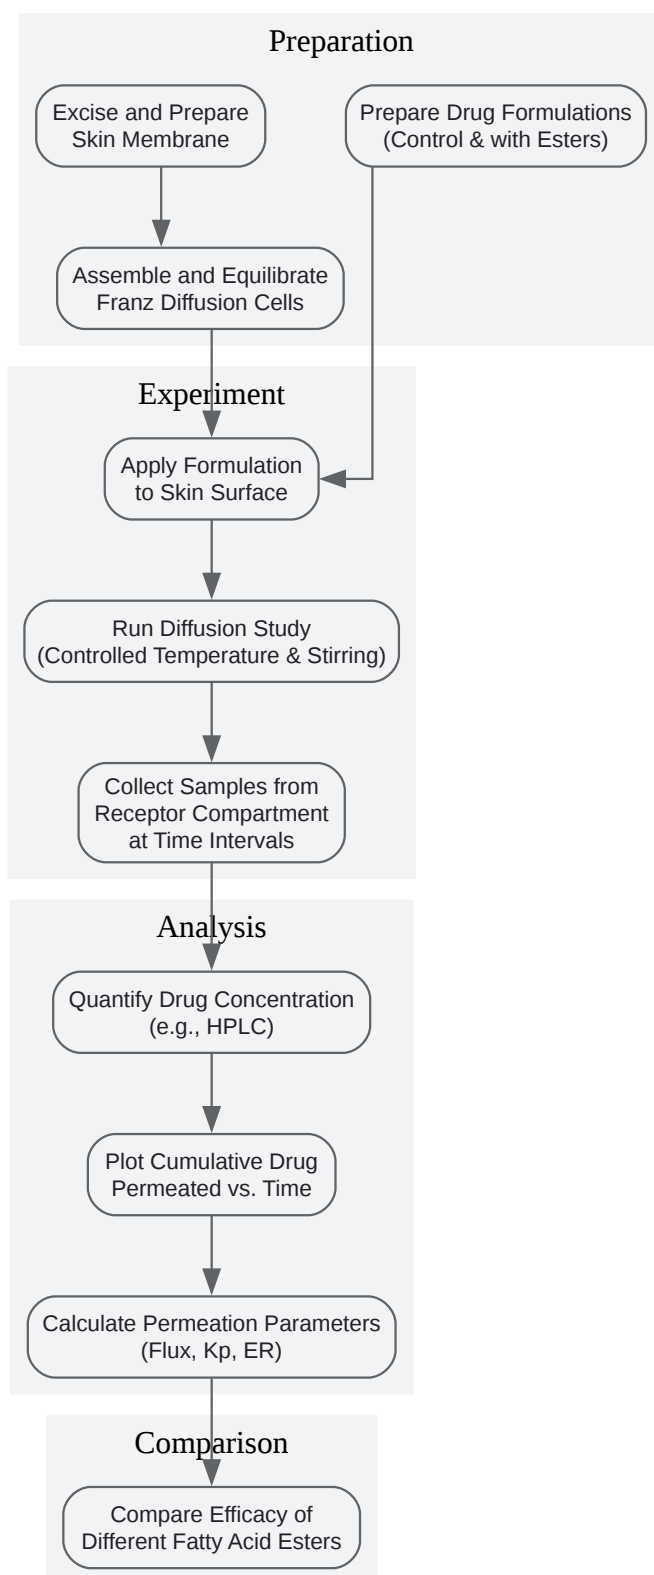 Preparation
Excise and Prepare
Skin Membrane
Prepare Drug Formulations
(Control & with Esters)
Assemble and Equilibrate
Franz Diffusion Cells
Experiment
Apply Formulation
to Skin Surface
Run Diffusion Study
(Controlled Temperature & Stirring)
Collect Samples from
Receptor Compartment
at Time Intervals
Analysis
Quantify Drug Concentration
(e.g., HPLC)
Plot Cumulative Drug
Permeated vs. Time
Calculate Permeation Parameters
(Flux, Kp, ER)
Comparison
Compare Efficacy of
Different Fatty Acid Esters